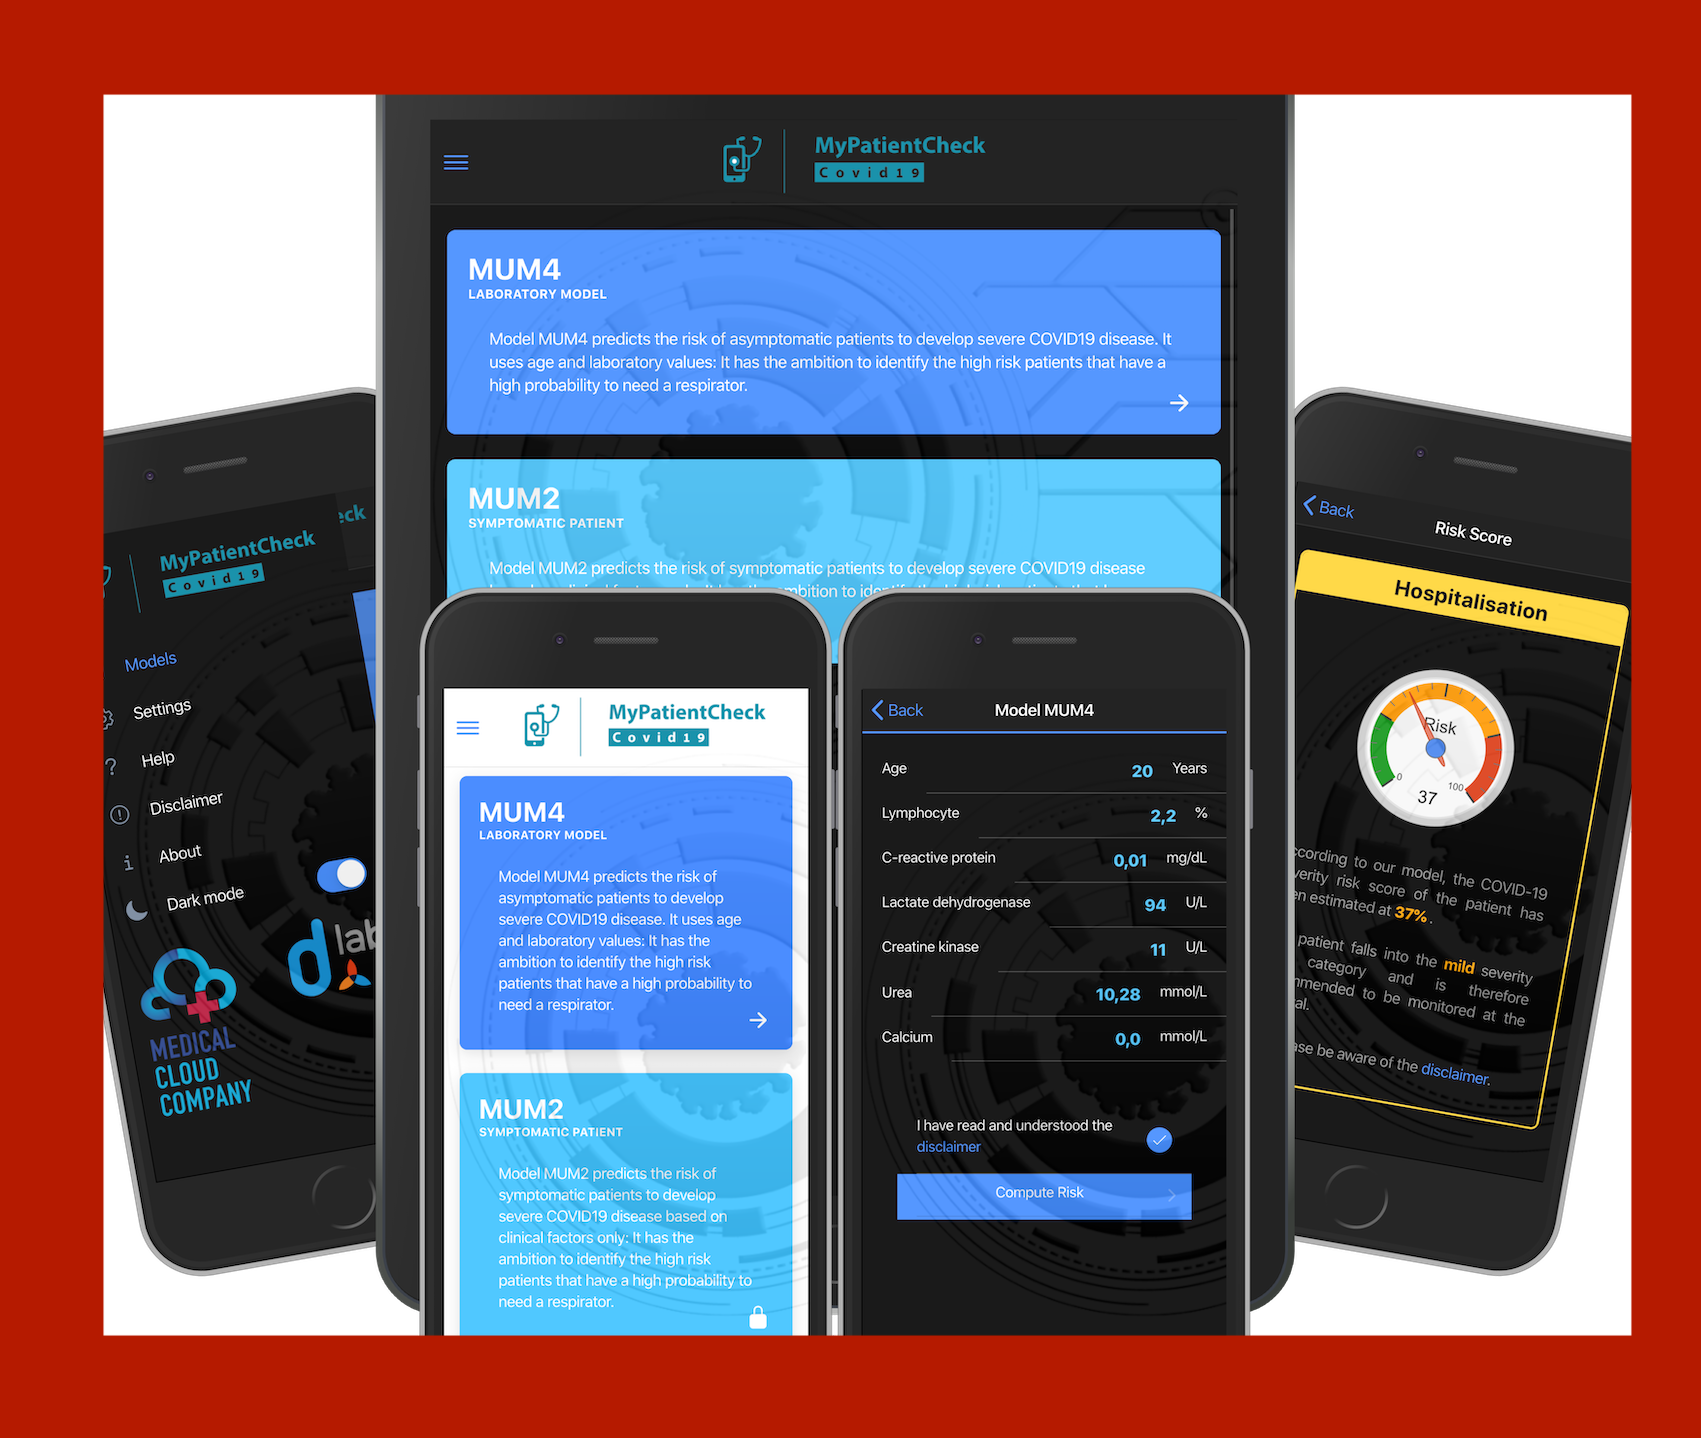 MyPatientCheck
Covid19
MUM4
LABORATORY MODEL
Model MUM4 predicts the risk of asymptomatic patients to develop severe COVID19 disease. It
uses age and laboratory values: It has the ambition to identify the high risk patients that have a
high probability to need a respirator.
MUM2
SYMPTOMATIC PATIENT
Model MUM2 predicts the risk of symptomatic patients to develop severe COVID19 disease
eck
MyPatientCheck
Covid19
Models
Settings
Help
Disclaimer
About
Dark mode
d lab
MEDICAL
CLOUD
COMPANY
MyPatientCheck
Covid19
MUM4
LABORATORY MODEL
Model MUM4 predicts the risk of
asymptomatic patients to develop
severe COVID19 disease. It uses age
and laboratory values: It has the
ambition to identify the high risk
patients that have a high probability to
need a respirator.
MUM2
SYMPTOMATIC PATIENT
Model MUM2 predicts the risk of
symptomatic patients to develop
severe COVID19 disease based on
clinical factors only: It has the
ambition to identify the high risk
patients that have a high probability to
need a respirator.
Back
Model MUM4
Age 20 Years
Lymphocyte 2,2 %
C-reactive protein 0,01 mg/dL
Lactate dehydrogenase 94 U/L
Creatine kinase 11 U/L
Urea 10,28 mmol/L
Calcium 0,0 mmol/L
I have read and understood the
disclaimer
Compute Risk
Back
Risk Score
Hospitalisation
Risk
0
100
37
ccording to our model, the COVID-19
verity risk score of the patient has
en estimated at 37%.
patient falls into the mild severity
category and is therefore
mmended to be monitored at the
al.
ase be aware of the disclaimer.